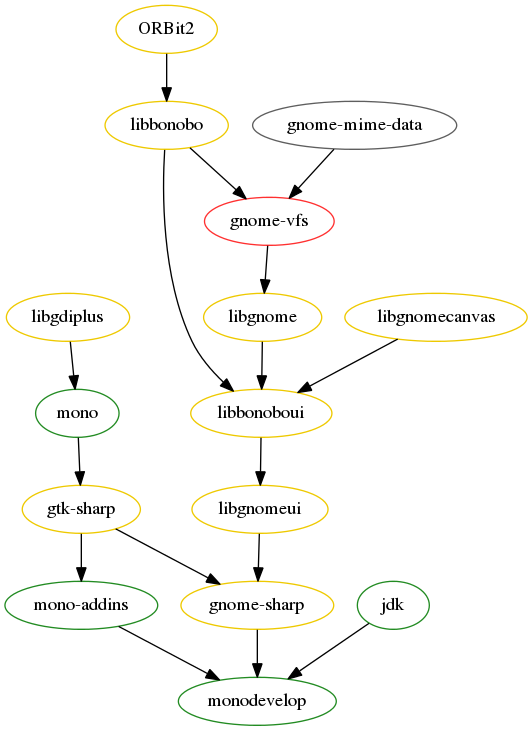 ORBit2
libbonobo
gnome-mime-data
gnome-vfs
libgdiplus
libgnome
libgnomecanvas
mono
libbonoboui
gtk-sharp
libgnomeui
mono-addins
gnome-sharp
jdk
monodevelop